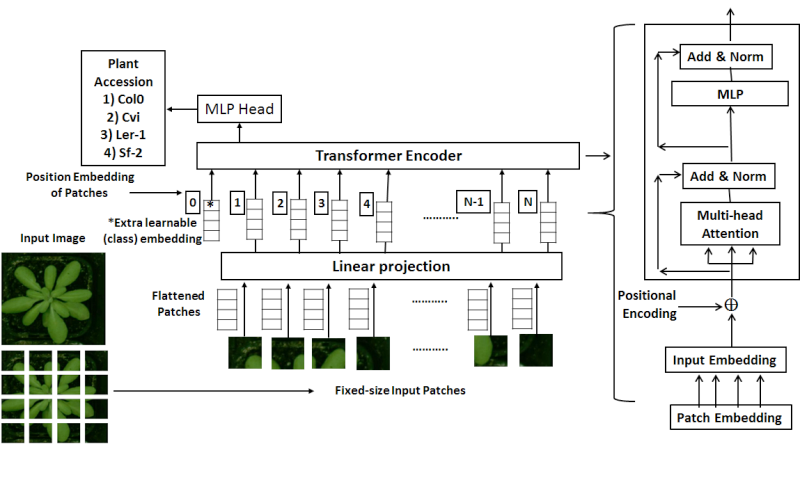 Plant
Accession
1) Col0
2) Cvi
3) Ler-1
4) Sf-2
MLP Head
Transformer Encoder
Position Embedding
of Patches
0
*
1
2
3
4
...........
N-1
N
*Extra learnable
(class) embedding
Input Image
Linear projection
Flattened
Patches
...........
...........
Fixed-size Input Patches
Add & Norm
MLP
Add & Norm
Multi-head
Attention
Positional
Encoding
Input Embedding
Patch Embedding